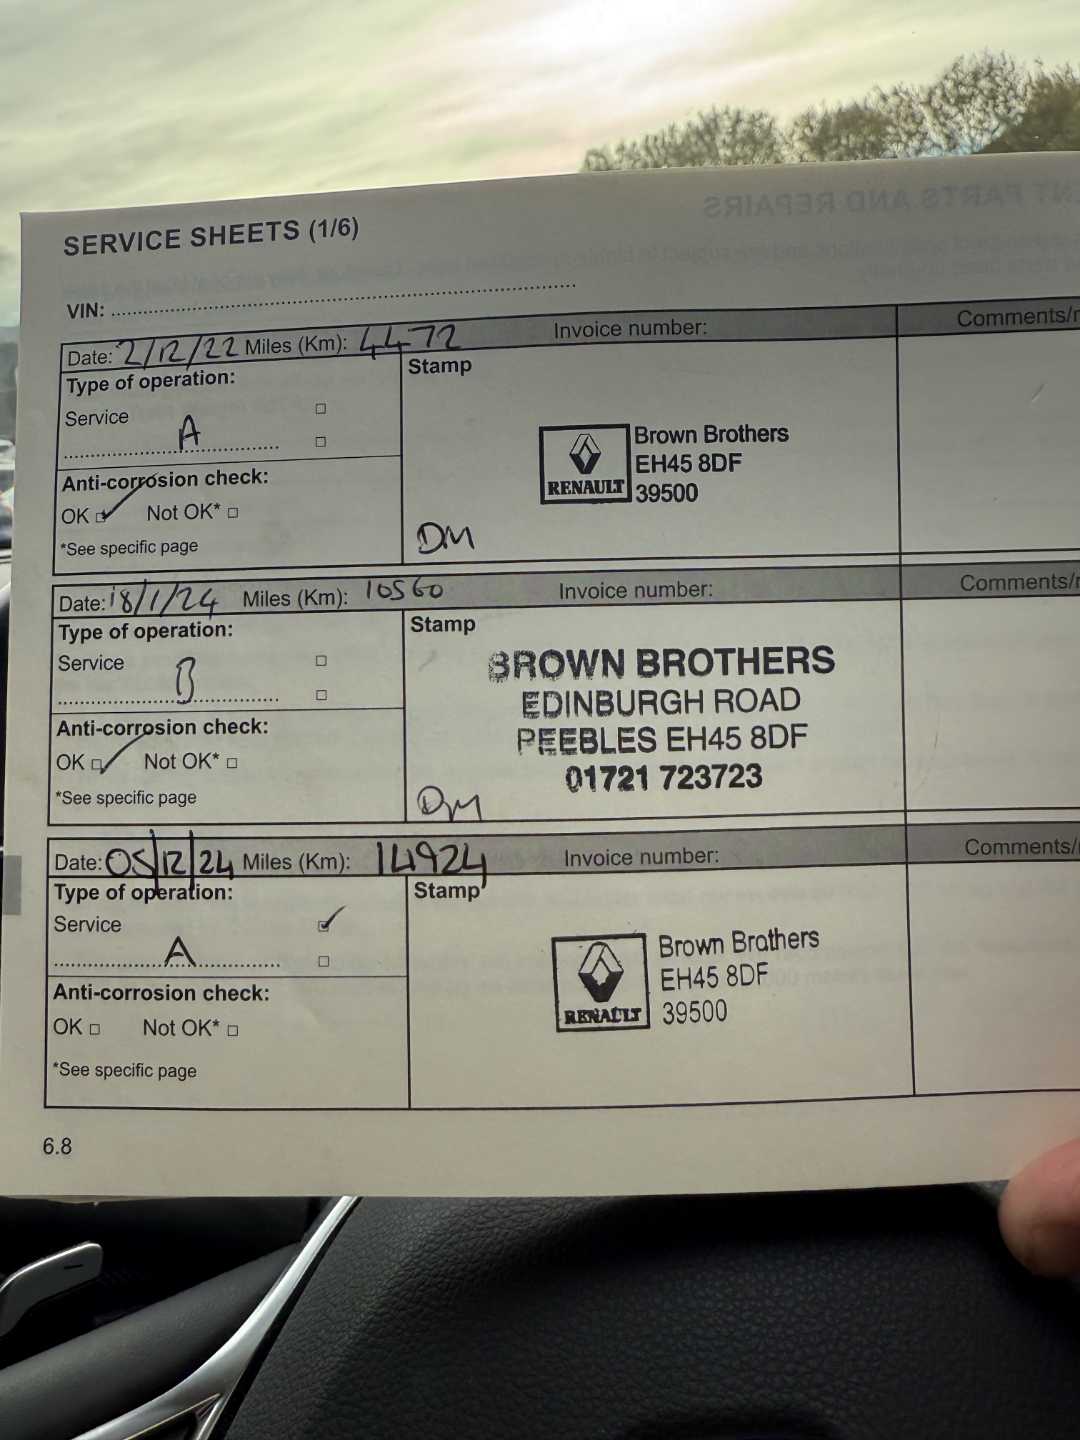 SERVICE SHEETS (1/6)
VIN:
Date: 2/12/22 Miles (Km): 4472 Invoice number: Comments/r
Type of operation:
Service
A
Anti-corrosion check:
OK Not OK*
*See specific page
Stamp
RENAULT
Brown Brothers
EH45 8DF
39500
DM
Date: 18/1/24 Miles (Km): 10560 Invoice number: Comments/r
Type of operation:
Service
B
Anti-corrosion check:
OK Not OK*
*See specific page
Stamp
BROWN BROTHERS
EDINBURGH ROAD
PEEBLES EH45 8DF
01721 723723
DM
Date: 05/12/24 Miles (Km): 14924 Invoice number: Comments/r
Type of operation:
Service
A
Anti-corrosion check:
OK Not OK*
*See specific page
Stamp
RENAULT
Brown Brothers
EH45 8DF
39500
6.8